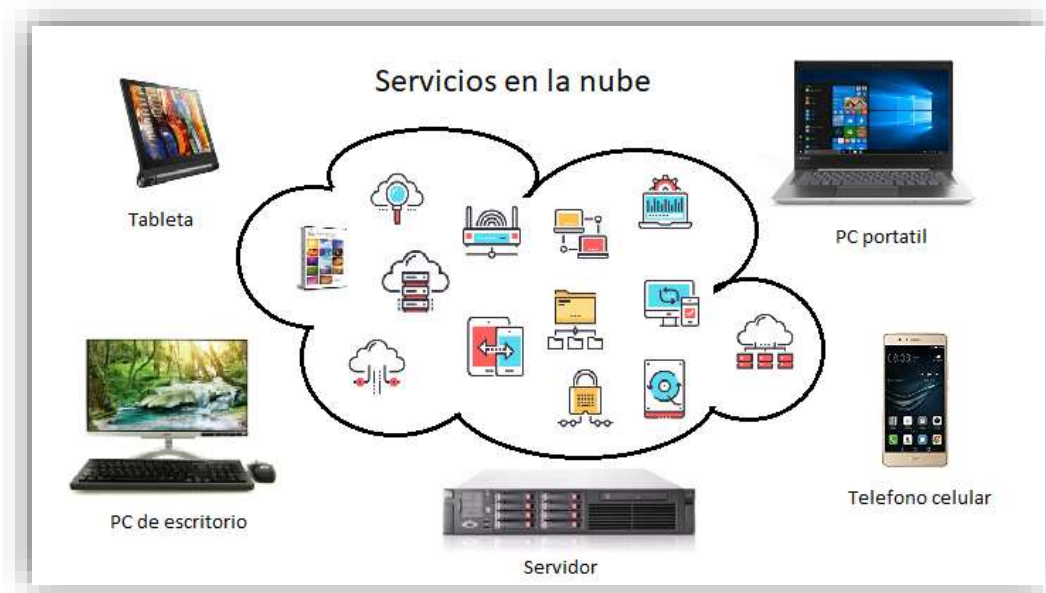 Servicios en la nube
Tableta
PC portatil
PC de escritorio
Telefono celular
Servidor